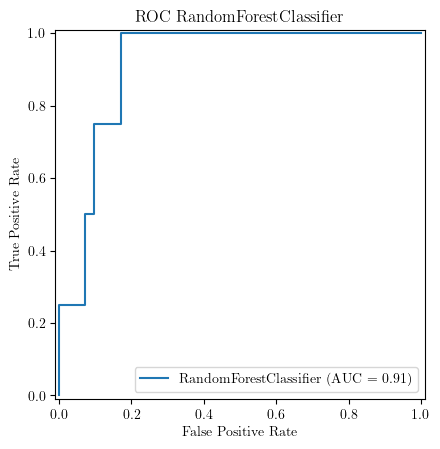 ROC RandomForestClassifier
1.0
0.8
0.6
0.4
0.2
0.0
True Positive Rate
RandomForestClassifier (AUC = 0.91)
0.0 0.2 0.4 0.6 0.8 1.0
False Positive Rate